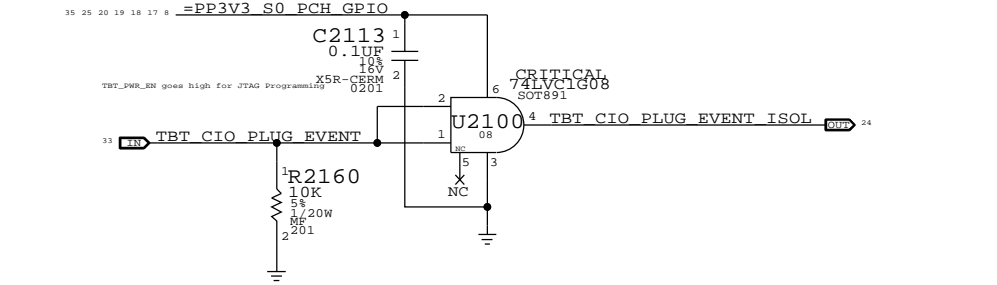 35 25 20 19 18 17 8 =PP3V3_S0_PCH_GPIO
C2113 1
0.1UF
10%
16V
X5R-CERM 2
0201
TBT_PWR_EN goes high for JTAG Programming
6
CRITICAL
74LVC1G08
SOT891
2
U2100
08
1
NC
4 TBT_CIO_PLUG_EVENT_ISOL OUT 24
33 IN TBT_CIO_PLUG_EVENT
5
3
NC
1
R2160
10K
5%
1/20W
MF
201
2